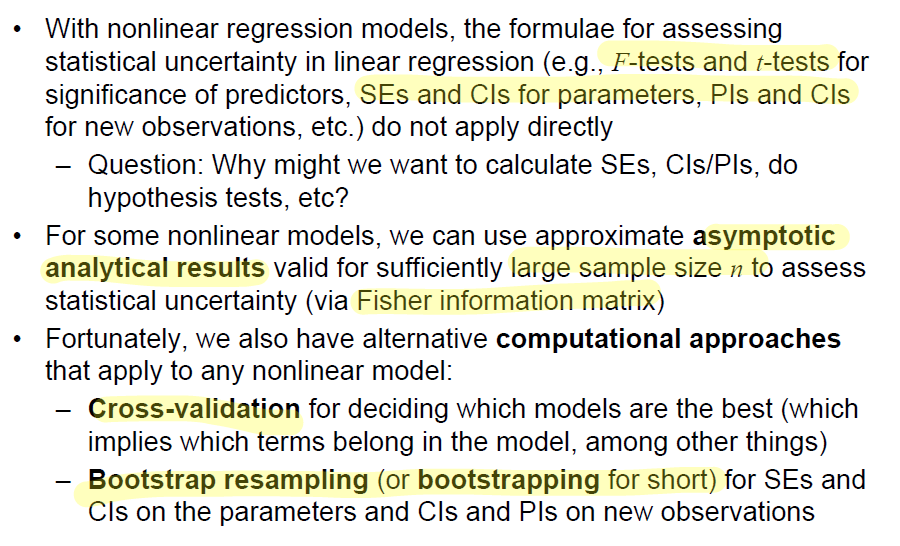 • With nonlinear regression models, the formulae for assessing
statistical uncertainty in linear regression (e.g., F-tests and t-tests for
significance of predictors, SEs and CIs for parameters, PIs and CIs
for new observations, etc.) do not apply directly
– Question: Why might we want to calculate SEs, CIs/PIs, do
hypothesis tests, etc?
• For some nonlinear models, we can use approximate asymptotic
analytical results valid for sufficiently large sample size n to assess
statistical uncertainty (via Fisher information matrix)
• Fortunately, we also have alternative computational approaches
that apply to any nonlinear model:
– Cross-validation for deciding which models are the best (which
implies which terms belong in the model, among other things)
– Bootstrap resampling (or bootstrapping for short) for SEs and
CIs on the parameters and CIs and PIs on new observations